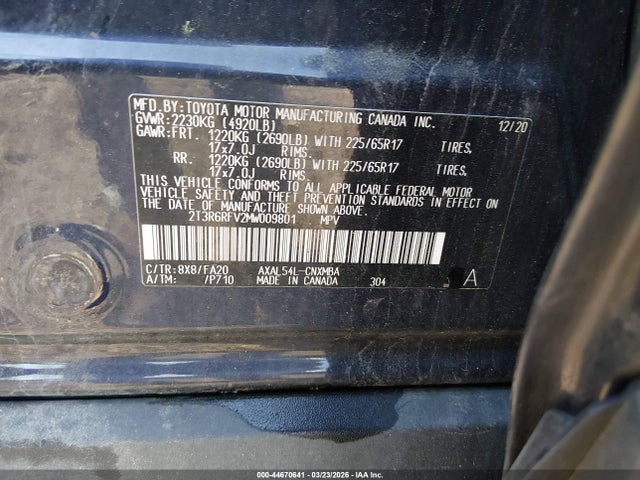 MFD.BY:TOYOTA MOTOR MANUFACTURING CANADA INC. 12/20
GVWR:2230KG (4920LB)
GAWR:FRT. 1220KG (2690LB) WITH 225/65R17 TIRES,
17x7.0J RIMS,
RR. 1220KG (2690LB) WITH 225/65R17 TIRES,
17x7.0J RIMS.
THIS VEHICLE CONFORMS TO ALL APPLICABLE FEDERAL MOTOR
VEHICLE SAFETY AND THEFT PREVENTION STANDARDS IN EFFECT ON
THE DATE OF MANUFACTURE SHOWN ABOVE.
2T3R6RFV2MW009801 MPV
C/TR:8X8/FA20 AXAL54L-CNXMBA
A/TM: /P710 MADE IN CANADA 304 A
000-44670641 | 03/23/2026 - IAA Inc.